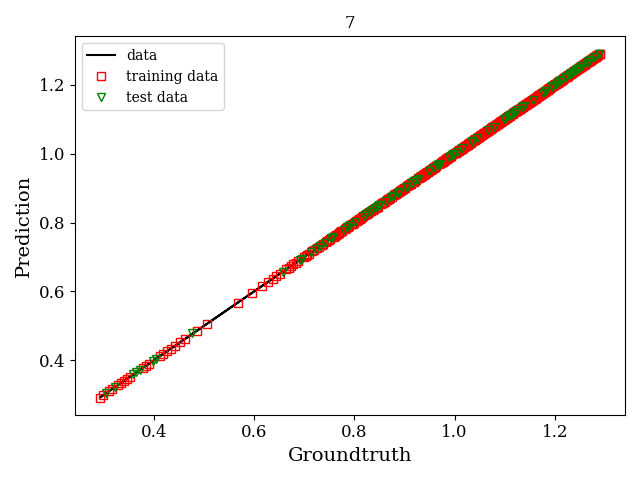 7
data
training data
test data
1.2
1.0
0.8
0.6
0.4
Prediction
0.4 0.6 0.8 1.0 1.2
Groundtruth